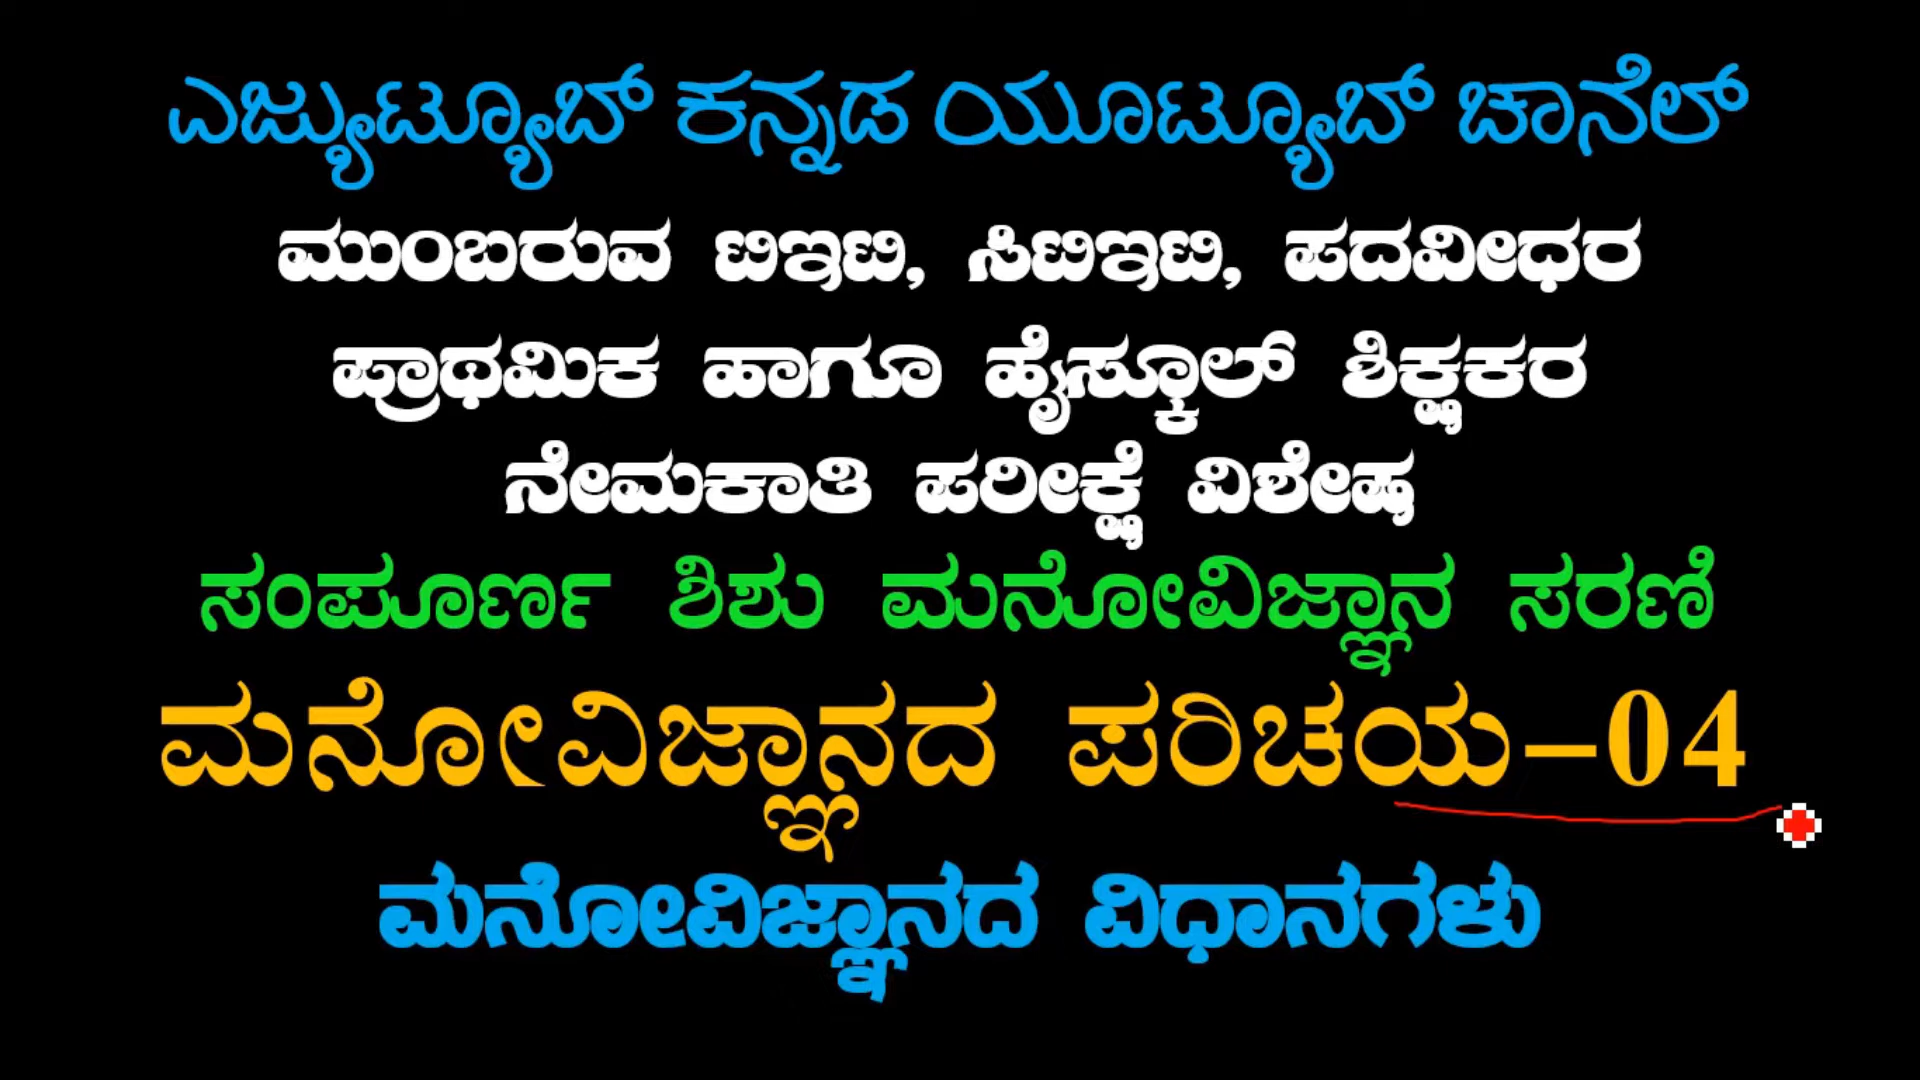 ಎಜ್ಯುಟ್ಯೂಬ್ ಕನ್ನಡ ಯೂಟ್ಯೂಬ್ ಚಾನೆಲ್
ಮುಂಬರುವ ಟಿಇಟಿ, ಸಿಟಿಇಟಿ, ಪದವೀಧರ
ಪ್ರಾಥಮಿಕ ಹಾಗೂ ಹೈಸ್ಕೂಲ್ ಶಿಕ್ಷಕರ
ನೇಮಕಾತಿ ಪರೀಕ್ಷೆ ವಿಶೇಷ
ಸಂಪೂರ್ಣ ಶಿಶು ಮನೋವಿಜ್ಞಾನ ಸರಣಿ
ಮನೋವಿಜ್ಞಾನದ ಪರಿಚಯ-04
ಮನೋವಿಜ್ಞಾನದ ವಿಧಾನಗಳು